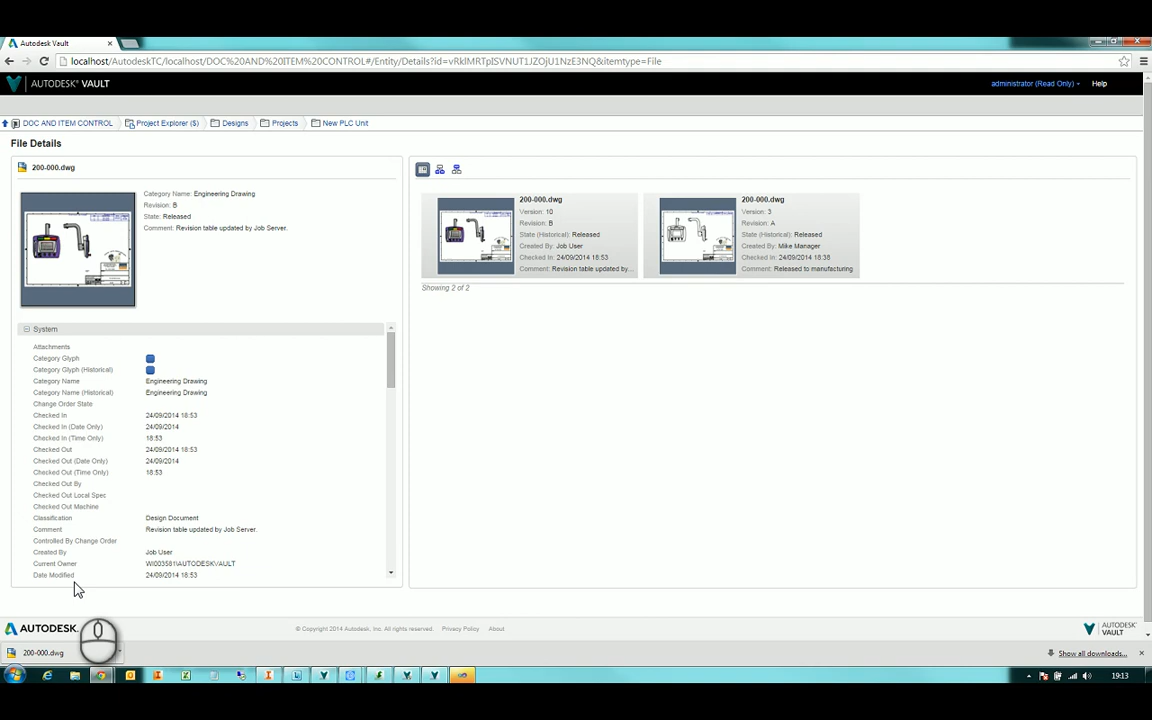 Autodesk Vault
localhost/AutodeskTC/DOC%20AND%20ITEM%20CONTROL#/Entity/Details?id=vRklMRTpISVNUT1JZOjU1NzE3NQ&itemtype=File
AUTODESK® VAULT
administrator (Read Only)
Help
DOC AND ITEM CONTROL
Project Explorer ($)
Designs
Projects
New PLC Unit
File Details
200-000.dwg
Category Name: Engineering Drawing
Revision: B
State: Released
Comment: Revision table updated by Job Server.
System
Attachments
Category Glyph
Category Glyph (Historical)
Category Name Engineering Drawing
Category Name (Historical) Engineering Drawing
Change Order State
Checked In 24/09/2014 18:53
Checked In (Date Only) 24/09/2014
Checked In (Time Only) 18:53
Checked Out 24/09/2014 18:53
Checked Out (Date Only) 24/09/2014
Checked Out (Time Only) 18:53
Checked Out By
Checked Out Local Spec
Checked Out Machine
Classification Design Document
Comment Revision table updated by Job Server.
Controlled By Change Order
Created By Job User
Current Owner WI003581\AUTODESKVAULT
Date Modified 24/09/2014 18:53
200-000.dwg
Version: 10
Revision: B
State (Historical): Released
Created By: Job User
Checked In: 24/09/2014 18:53
Comment: Revision table updated by...
200-000.dwg
Version: 3
Revision: A
State (Historical): Released
Created By: Mike Manager
Checked In: 24/09/2014 18:38
Comment: Released to manufacturing
Showing 2 of 2
AUTODESK.
© Copyright 2014 Autodesk, Inc. All rights reserved.
Privacy Policy
About
AUTODESK®
VAULT
200-000.dwg
Show all downloads...
19:13